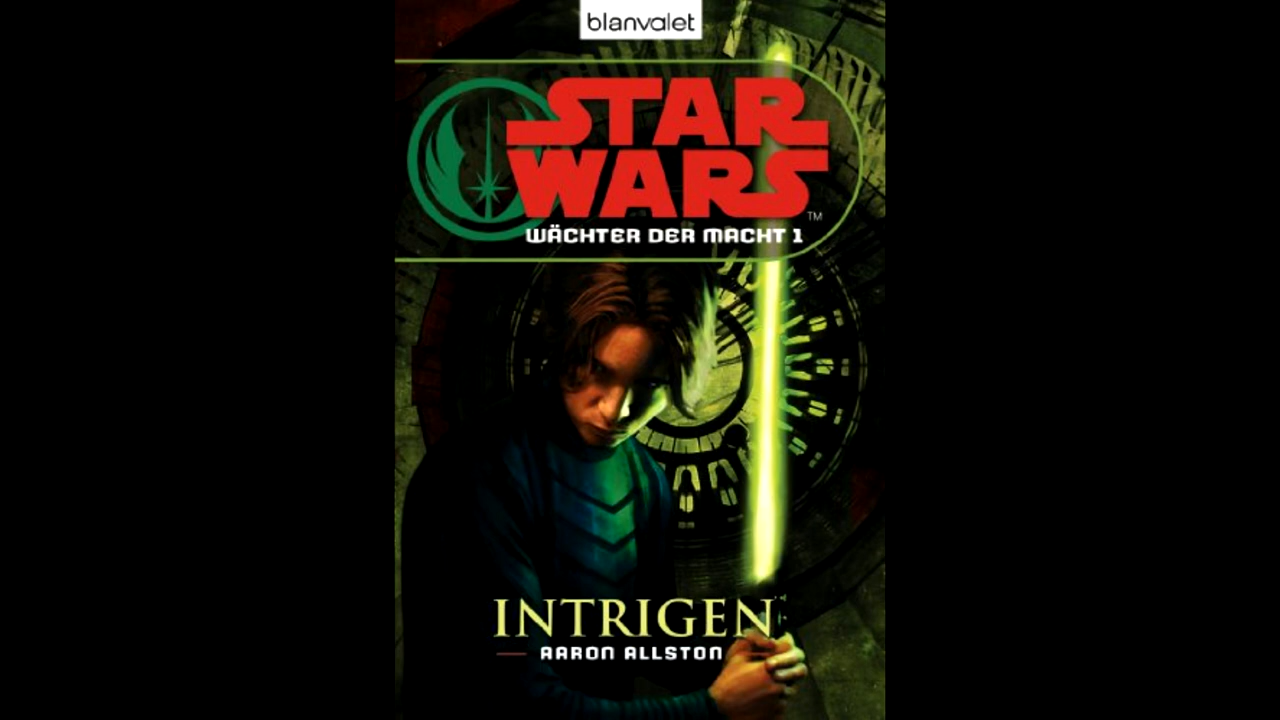 blanvalet
STAR
WARS
TM
WÄCHTER DER MACHT 1
INTRIGEN
AARON ALLSTON